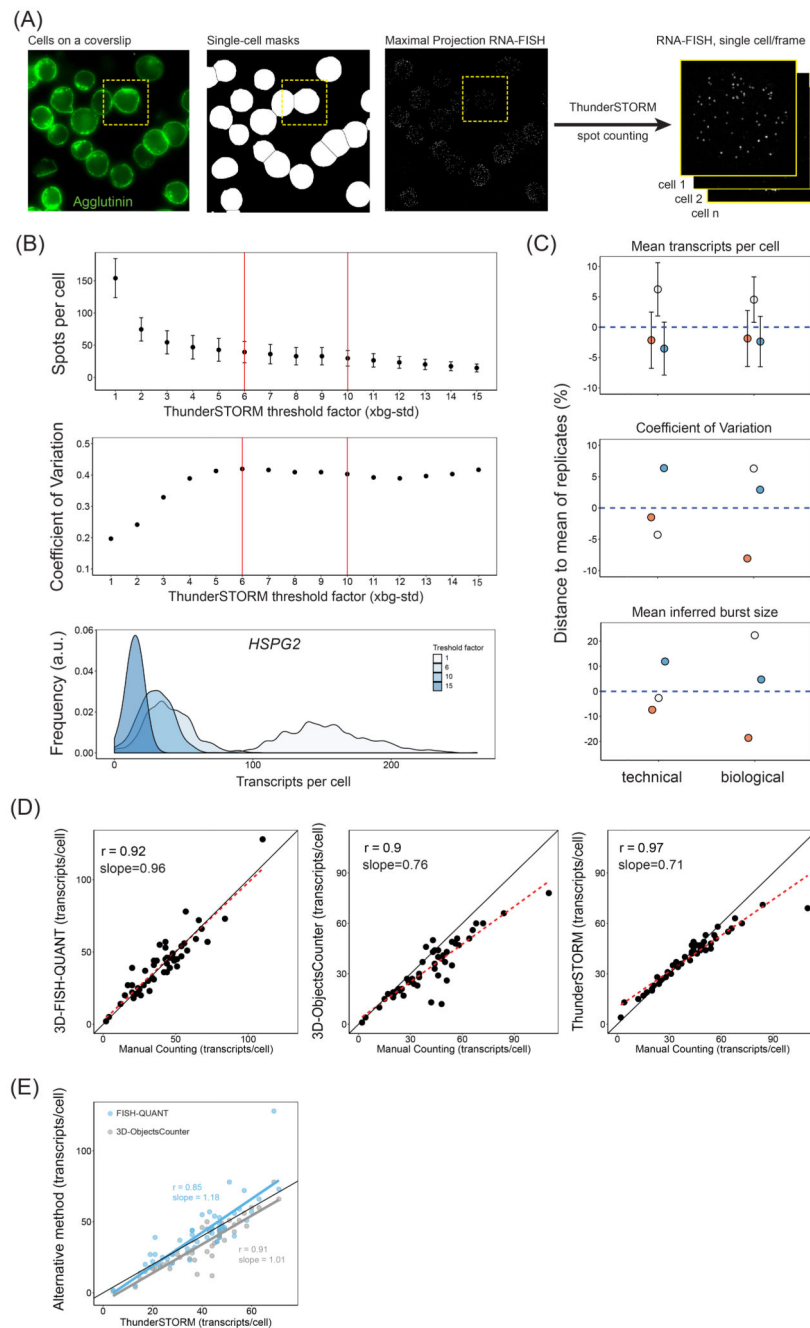 (A)
Cells on a coverslip
Single-cell masks
Maximal Projection RNA-FISH
RNA-FISH, single cell/frame
Agglutinin
ThunderSTORM
spot counting
cell 1
cell 2
cell n
(B)
Spots per cell
150
100
50
0
1 2 3 4 5 6 7 8 9 10 11 12 13 14 15
ThunderSTORM threshold factor (xbg-std)
Coefficient of Variation
0.5
0.4
0.3
0.2
0.1
1 2 3 4 5 6 7 8 9 10 11 12 13 14 15
ThunderSTORM threshold factor (xbg-std)
Frequency (a.u.)
0.06
0.04
0.02
0.00
HSPG2
Treshold factor
1
6
10
15
0 100 200
Transcripts per cell
(C)
Distance to mean of replicates (%)
Mean transcripts per cell
10
5
0
-5
-10
Coefficient of Variation
10
5
0
-5
-10
Mean inferred burst size
20
10
0
-10
-20
technical biological
(D)
3D-FISH-QUANT (transcripts/cell)
r = 0.92
slope=0.96
100
50
0
0 50 100
Manual Counting (transcripts/cell)
3D-ObjectsCounter (transcripts/cell)
r = 0.9
slope=0.76
90
60
30
0
0 30 60 90
Manual Counting (transcripts/cell)
ThunderSTORM (transcripts/cell)
r = 0.97
slope=0.71
90
60
30
0
0 30 60 90
Manual Counting (transcripts/cell)
(E)
Alternative method (transcripts/cell)
FISH-QUANT
3D-ObjectsCounter
r = 0.85
slope = 1.18
r = 0.91
slope = 1.01
100
50
0
0 20 40 60
ThunderSTORM (transcripts/cell)